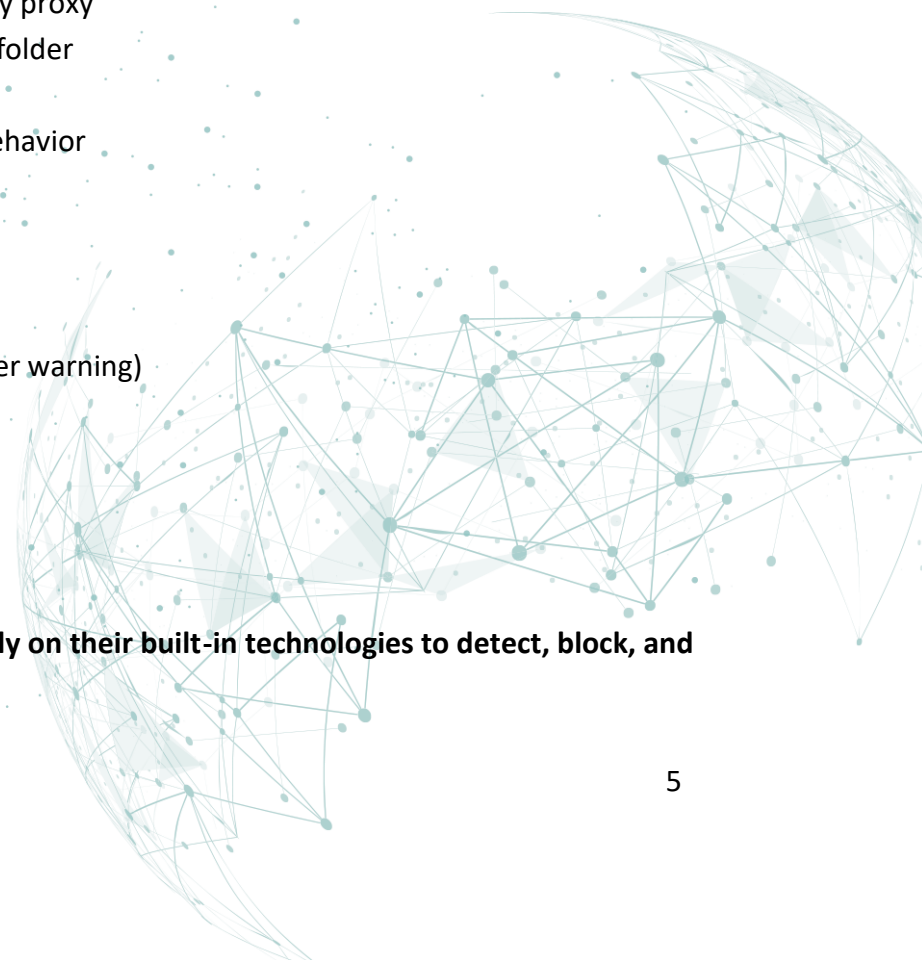 y proxy
folder
ehavior
er warning)
ly on their built-in technologies to detect, block, and
5